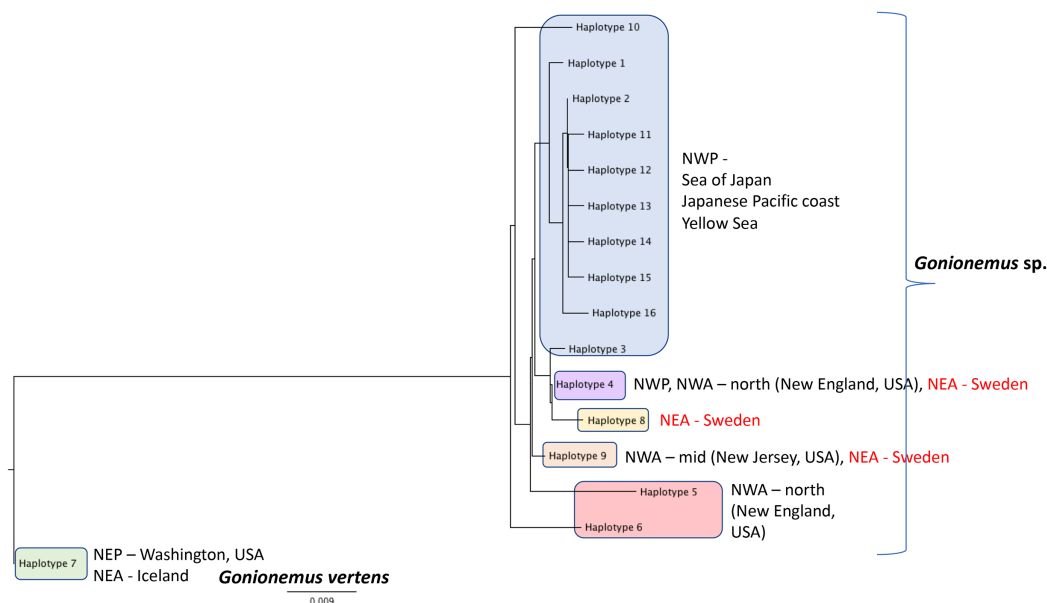 Haplotype 10
Haplotype 1
Haplotype 2
Haplotype 11
Haplotype 12
Haplotype 13
Haplotype 14
Haplotype 15
Haplotype 16
Haplotype 3
NWP -
Sea of Japan
Japanese Pacific coast
Yellow Sea
Gonionemus sp.
Haplotype 4
NWP, NWA – north (New England, USA), NEA - Sweden
Haplotype 8
NEA - Sweden
Haplotype 9
NWA – mid (New Jersey, USA), NEA - Sweden
Haplotype 5
Haplotype 6
NWA – north
(New England,
USA)
Haplotype 7
NEP – Washington, USA
NEA - Iceland
Gonionemus vertens
0.009